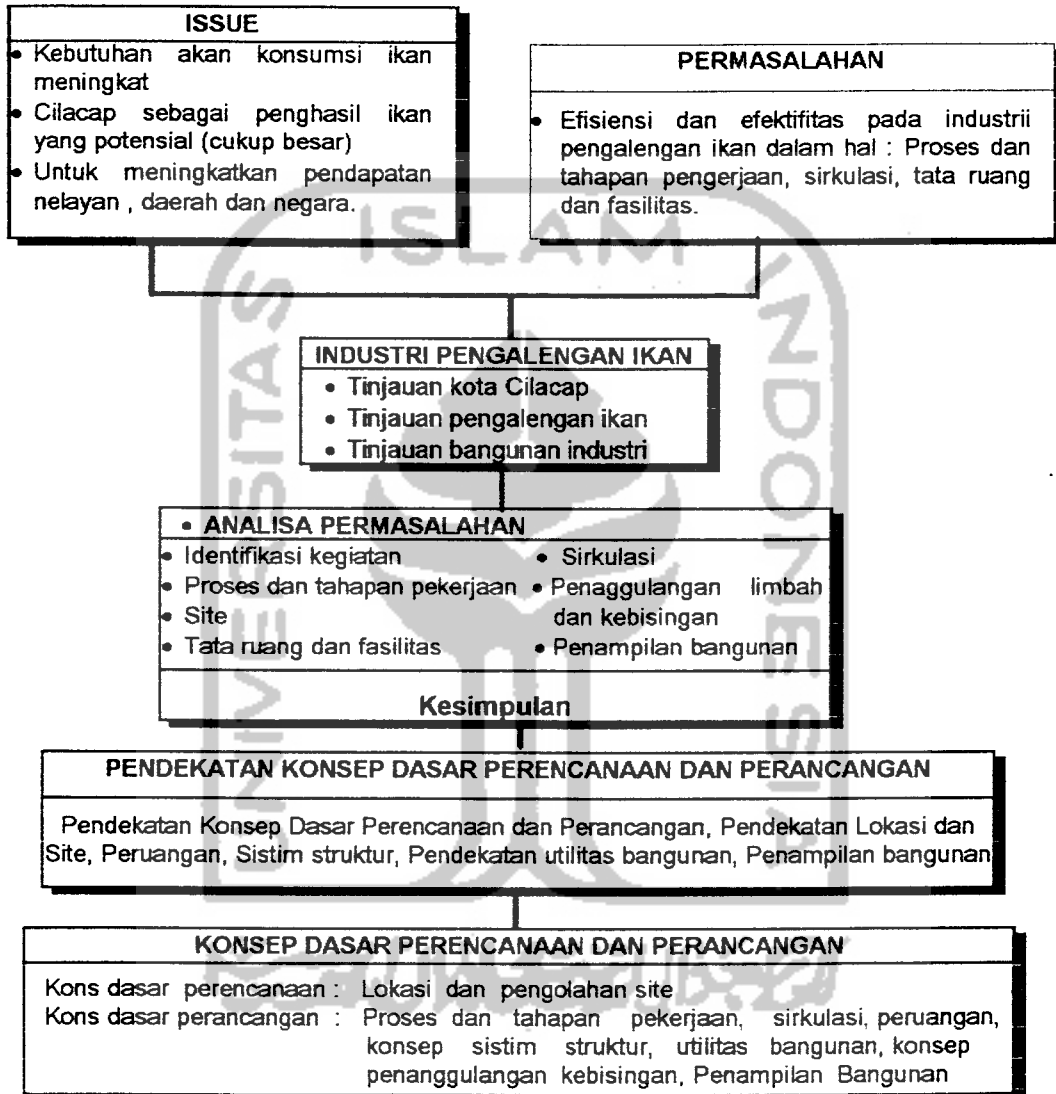 ISSUE
• Kebutuhan akan konsumsi ikan
meningkat
• Cilacap sebagai penghasil ikan
yang potensial (cukup besar)
• Untuk meningkatkan pendapatan
nelayan , daerah dan negara.
PERMASALAHAN
• Efisiensi dan efektifitas pada industrii
pengalengan ikan dalam hal : Proses dan
tahapan pengerjaan, sirkulasi, tata ruang
dan fasilitas.
INDUSTRI PENGALENGAN IKAN
• Tinjauan kota Cilacap
• Tinjauan pengalengan ikan
• Tinjauan bangunan industri
• ANALISA PERMASALAHAN
• Identifikasi kegiatan
• Proses dan tahapan pekerjaan
• Site
• Tata ruang dan fasilitas
• Sirkulasi
• Penaggulangan limbah
dan kebisingan
• Penampilan bangunan
Kesimpulan
PENDEKATAN KONSEP DASAR PERENCANAAN DAN PERANCANGAN
Pendekatan Konsep Dasar Perencanaan dan Perancangan, Pendekatan Lokasi dan
Site, Peruangan, Sistim struktur, Pendekatan utilitas bangunan, Penampilan bangunan
KONSEP DASAR PERENCANAAN DAN PERANCANGAN
Kons dasar perencanaan : Lokasi dan pengolahan site
Kons dasar perancangan : Proses dan tahapan pekerjaan, sirkulasi, peruangan,
konsep sistim struktur, utilitas bangunan, konsep
penanggulangan kebisingan, Penampilan Bangunan
UNIVERSITAS
ISLAM
INDONESIA